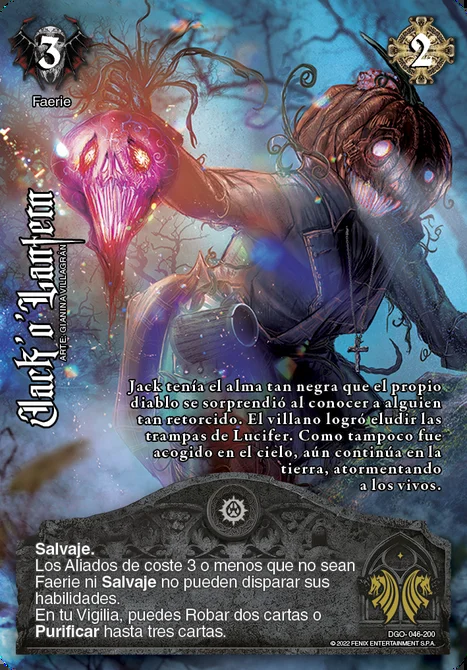 3
2
Faerie
Jack'o'Lantern
ARTE: GIANINA VILLAGRAN
Jack tenía el alma tan negra que el propio
diablo se sorprendió al conocer a alguien
tan retorcido. El villano logró eludir las
trampas de Lucifer. Como tampoco fue
acogido en el cielo, aún continúa en la
tierra, atormentando
a los vivos.
Salvaje.
Los Aliados de coste 3 o menos que no sean
Faerie ni Salvaje no pueden disparar sus
habilidades.
En tu Vigilia, puedes Robar dos cartas o
Purificar hasta tres cartas.
DGO- 046-200
© 2022 FENIX ENTERTAINMENT S.P.A.